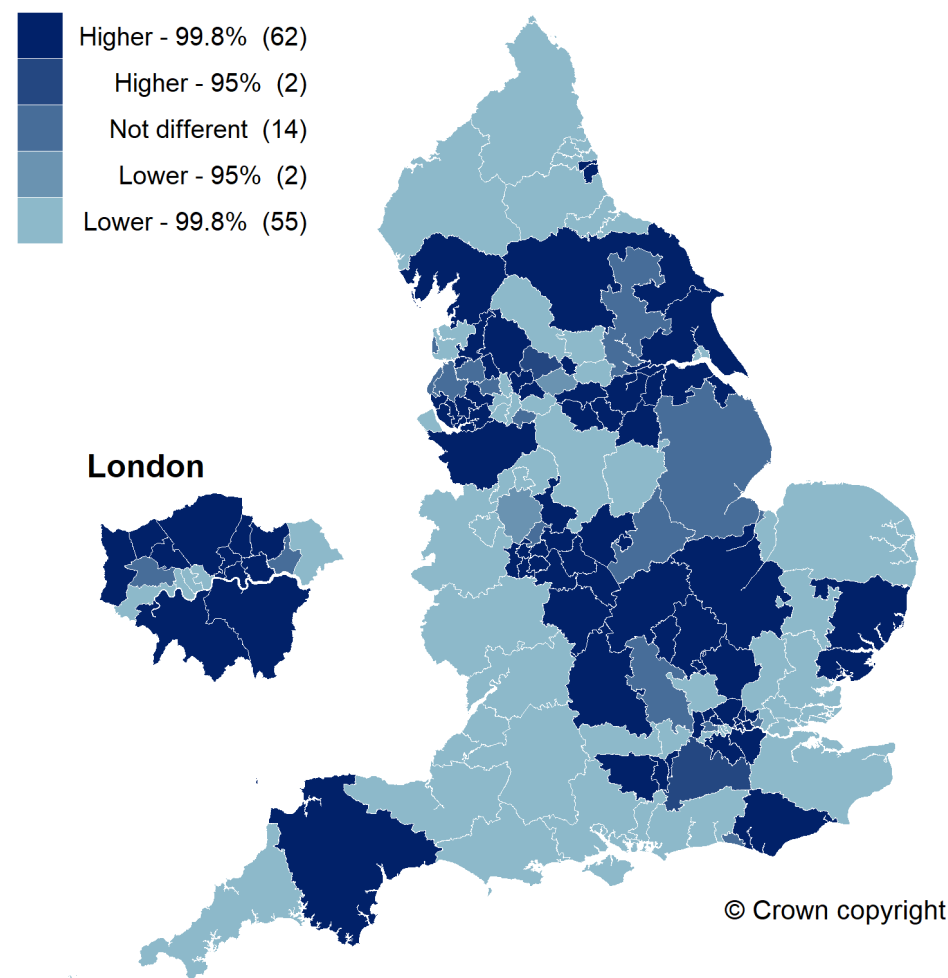 Higher - 99.8% (62)
Higher - 95% (2)
Not different (14)
Lower - 95% (2)
Lower - 99.8% (55)
London
© Crown copyright